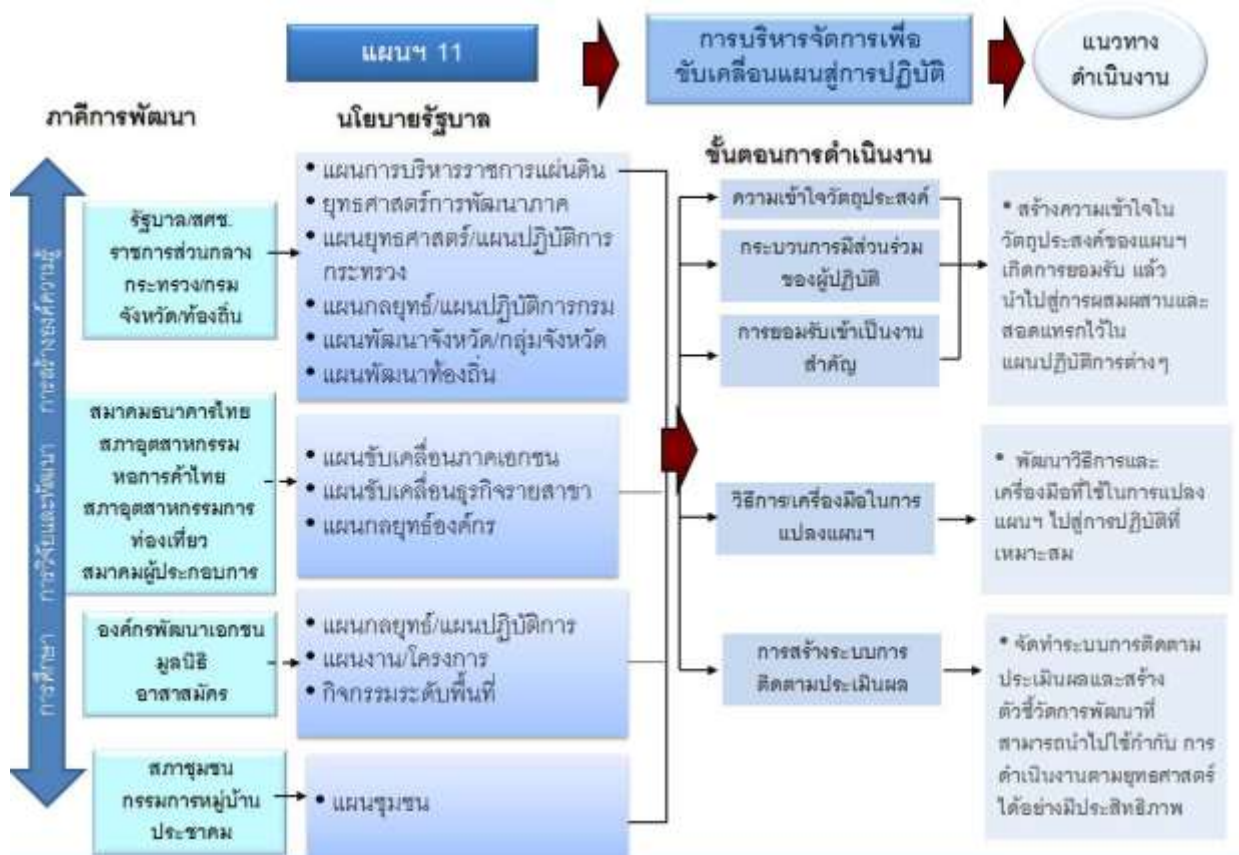 แผนฯ 11
การบริหารจัดการเพื่อ
ขับเคลื่อนแผนสู่การปฏิบัติ
แนวทาง
ดำเนินงาน
ภาคีการพัฒนา
นโยบายรัฐบาล
ขั้นตอนการดำเนินงาน
การศึกษา การวิจัยและพัฒนา การสร้างองค์ความรู้
รัฐบาล/สศช.
ราชการส่วนกลาง
กระทรวง/กรม
จังหวัด/ท้องถิ่น
• แผนการบริหารราชการแผ่นดิน
• ยุทธศาสตร์การพัฒนาภาค
• แผนยุทธศาสตร์/แผนปฏิบัติการ
กระทรวง
• แผนกลยุทธ์/แผนปฏิบัติการกรม
• แผนพัฒนาจังหวัด/กลุ่มจังหวัด
• แผนพัฒนาท้องถิ่น
ความเข้าใจวัตถุประสงค์
กระบวนการมีส่วนร่วม
ของผู้ปฏิบัติ
การยอมรับเข้าเป็นงาน
สำคัญ
• สร้างความเข้าใจใน
วัตถุประสงค์ของแผนฯ
เกิดการยอมรับ แล้ว
นำไปสู่การผสมผสานและ
สอดแทรกไว้ใน
แผนปฏิบัติการต่างๆ
สมาคมธนาคารไทย
สภาอุตสาหกรรม
หอการค้าไทย
สภาอุตสาหกรรมการ
ท่องเที่ยว
สมาคมผู้ประกอบการ
• แผนขับเคลื่อนภาคเอกชน
• แผนขับเคลื่อนธุรกิจรายสาขา
• แผนกลยุทธ์องค์กร
วิธีการ/เครื่องมือในการ
แปลงแผนฯ
• พัฒนาวิธีการและ
เครื่องมือที่ใช้ในการแปลง
แผนฯ ไปสู่การปฏิบัติที่
เหมาะสม
องค์กรพัฒนาเอกชน
มูลนิธิ
อาสาสมัคร
• แผนกลยุทธ์/แผนปฏิบัติการ
• แผนงาน/โครงการ
• กิจกรรมระดับพื้นที่
การสร้างระบบการ
ติดตามประเมินผล
• จัดทำระบบการติดตาม
ประเมินผลและสร้าง
ตัวชี้วัดการพัฒนาที่
สามารถนำไปใช้กำกับ การ
ดำเนินงานตามยุทธศาสตร์
ได้อย่างมีประสิทธิภาพ
สภาชุมชน
กรรมการหมู่บ้าน
ประชาคม
• แผนชุมชน